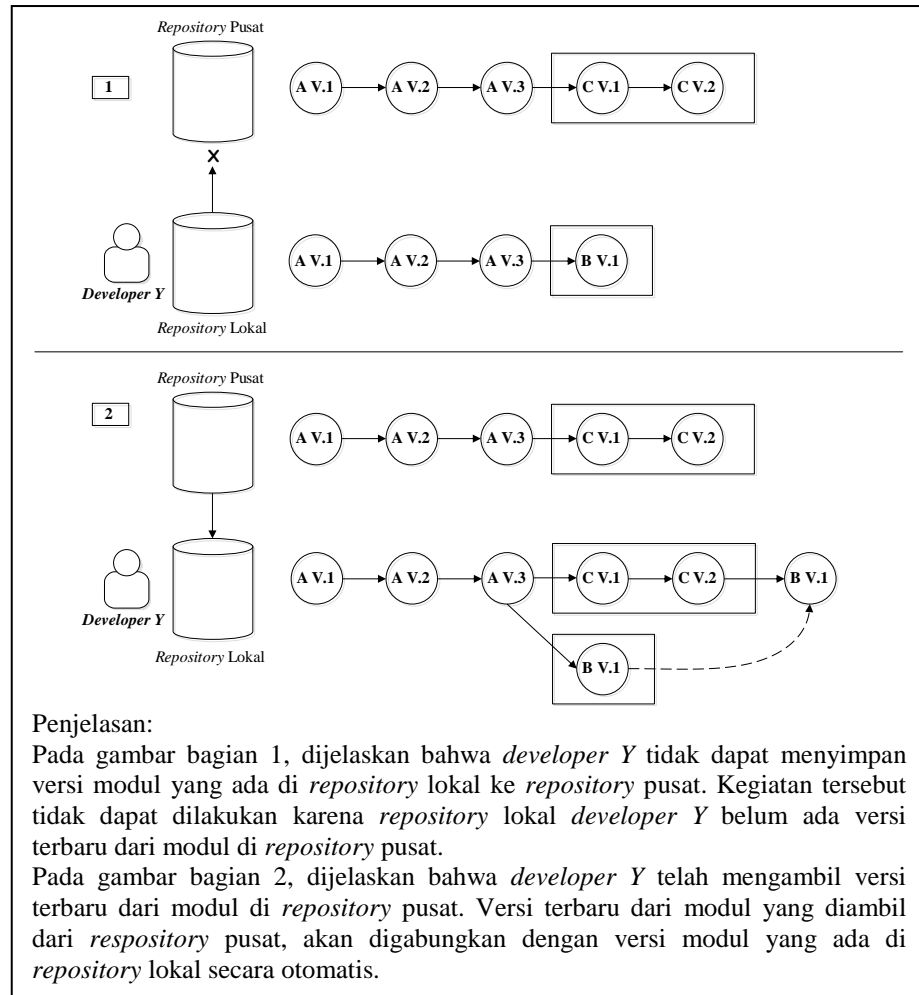 Repository Pusat
1
A V.1 A V.2 A V.3 C V.1 C V.2
X
A V.1 A V.2 A V.3 B V.1
Developer Y
Repository Lokal
Repository Pusat
2
A V.1 A V.2 A V.3 C V.1 C V.2
A V.1 A V.2 A V.3 C V.1 C V.2 B V.1
Developer Y
Repository Lokal
B V.1
Penjelasan:
Pada gambar bagian 1, dijelaskan bahwa developer Y tidak dapat menyimpan
versi modul yang ada di repository lokal ke repository pusat. Kegiatan tersebut
tidak dapat dilakukan karena repository lokal developer Y belum ada versi
terbaru dari modul di repository pusat.
Pada gambar bagian 2, dijelaskan bahwa developer Y telah mengambil versi
terbaru dari modul di repository pusat. Versi terbaru dari modul yang diambil
dari respository pusat, akan digabungkan dengan versi modul yang ada di
repository lokal secara otomatis.